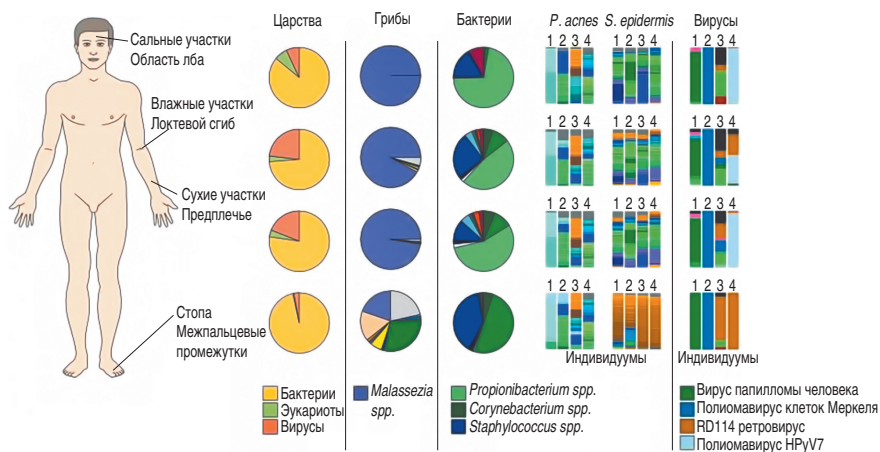 Царства
Грибы
Бактерии
P. acnes
S. epidermis
Вирусы
Сальные участки
Область лба
Влажные участки
Локтевой сгиб
Сухие участки
Предплечье
Стопа
Межпальцевые
промежутки
1 2 3 4
1 2 3 4
1 2 3 4
1 2 3 4
1 2 3 4
1 2 3 4
1 2 3 4
1 2 3 4
1 2 3 4
1 2 3 4
1 2 3 4
1 2 3 4
Индивидуумы
Индивидуумы
Бактерии
Эукариоты
Вирусы
Malassezia
spp.
Propionibacterium spp.
Corynebacterium spp.
Staphylococcus spp.
Вирус папилломы человека
Полиомавирус клеток Меркеля
RD114 ретровирус
Полиомавирус HPyV7